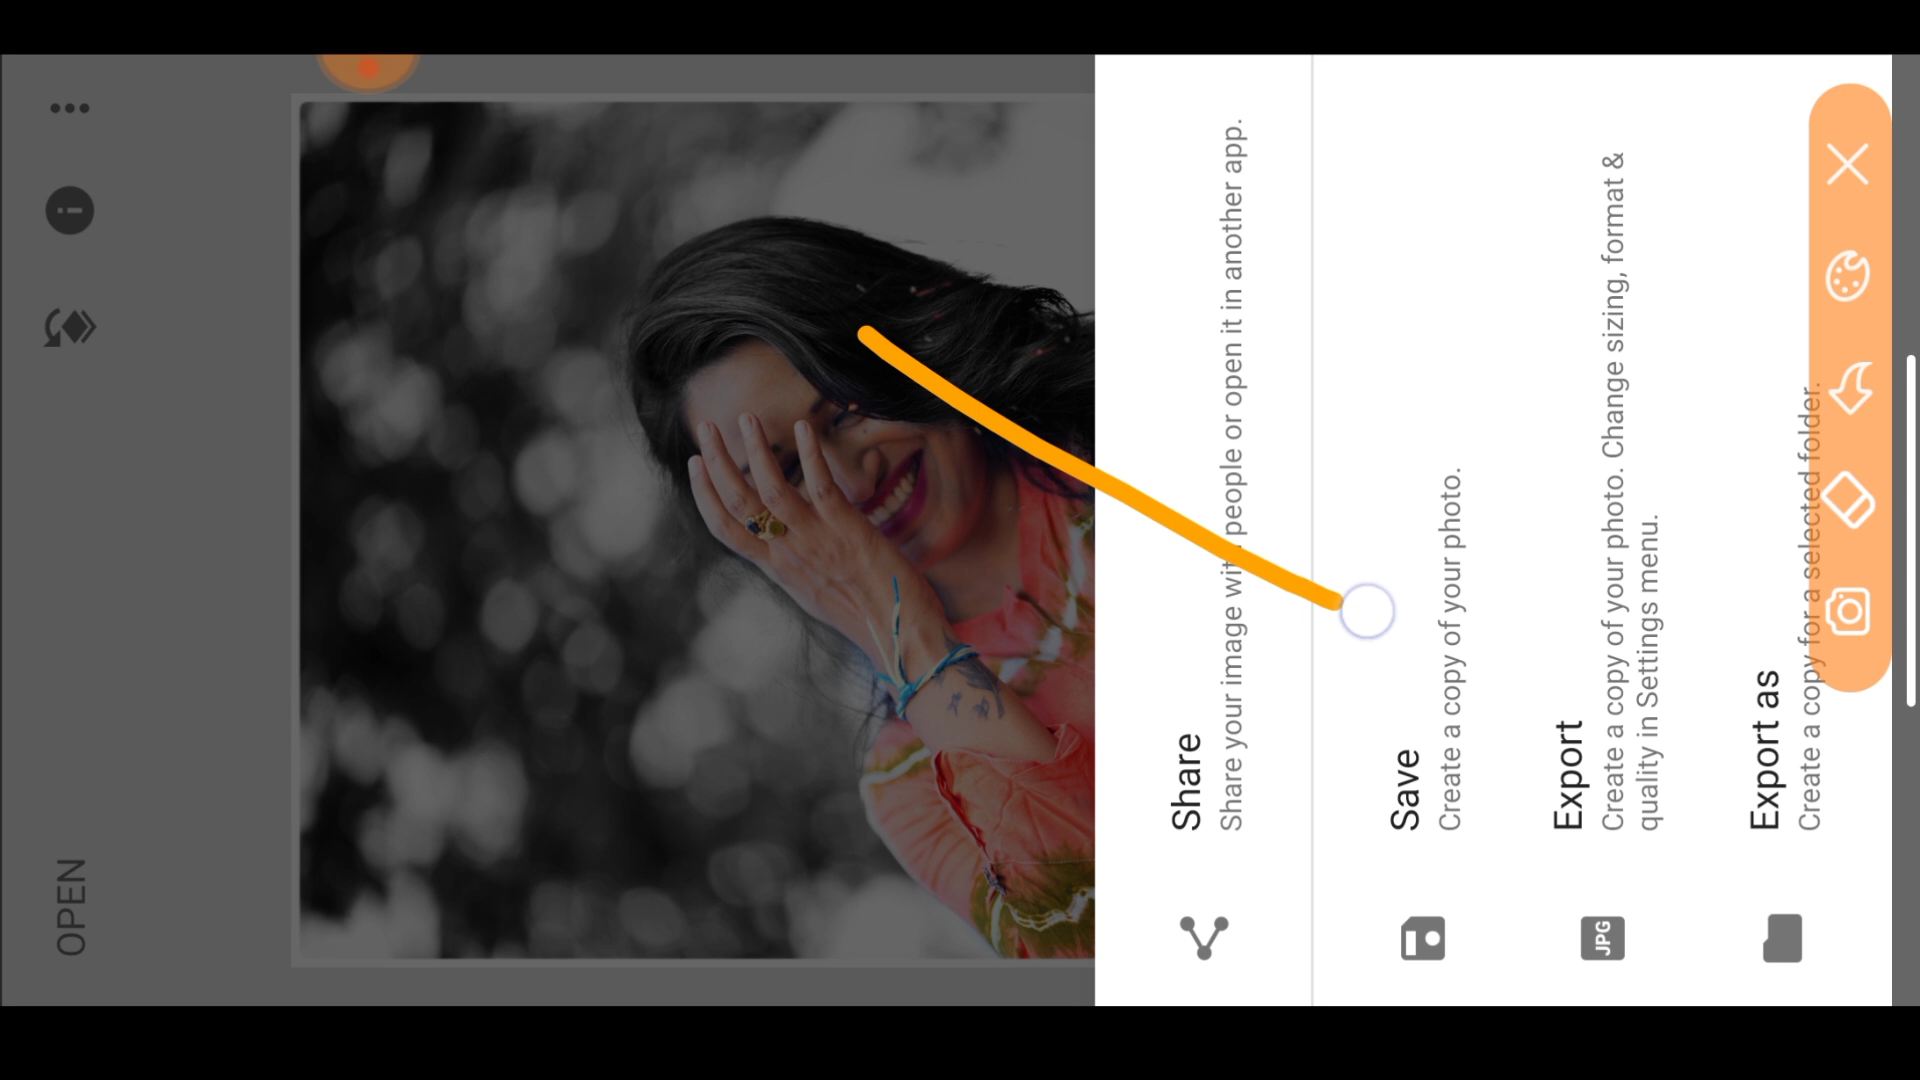 OPEN
Share
Share your image with people or open it in another app.
Save
Create a copy of your photo.
Export
Create a copy of your photo. Change sizing, format &
quality in Settings menu.
JPG
Export as
Create a copy for a selected folder.